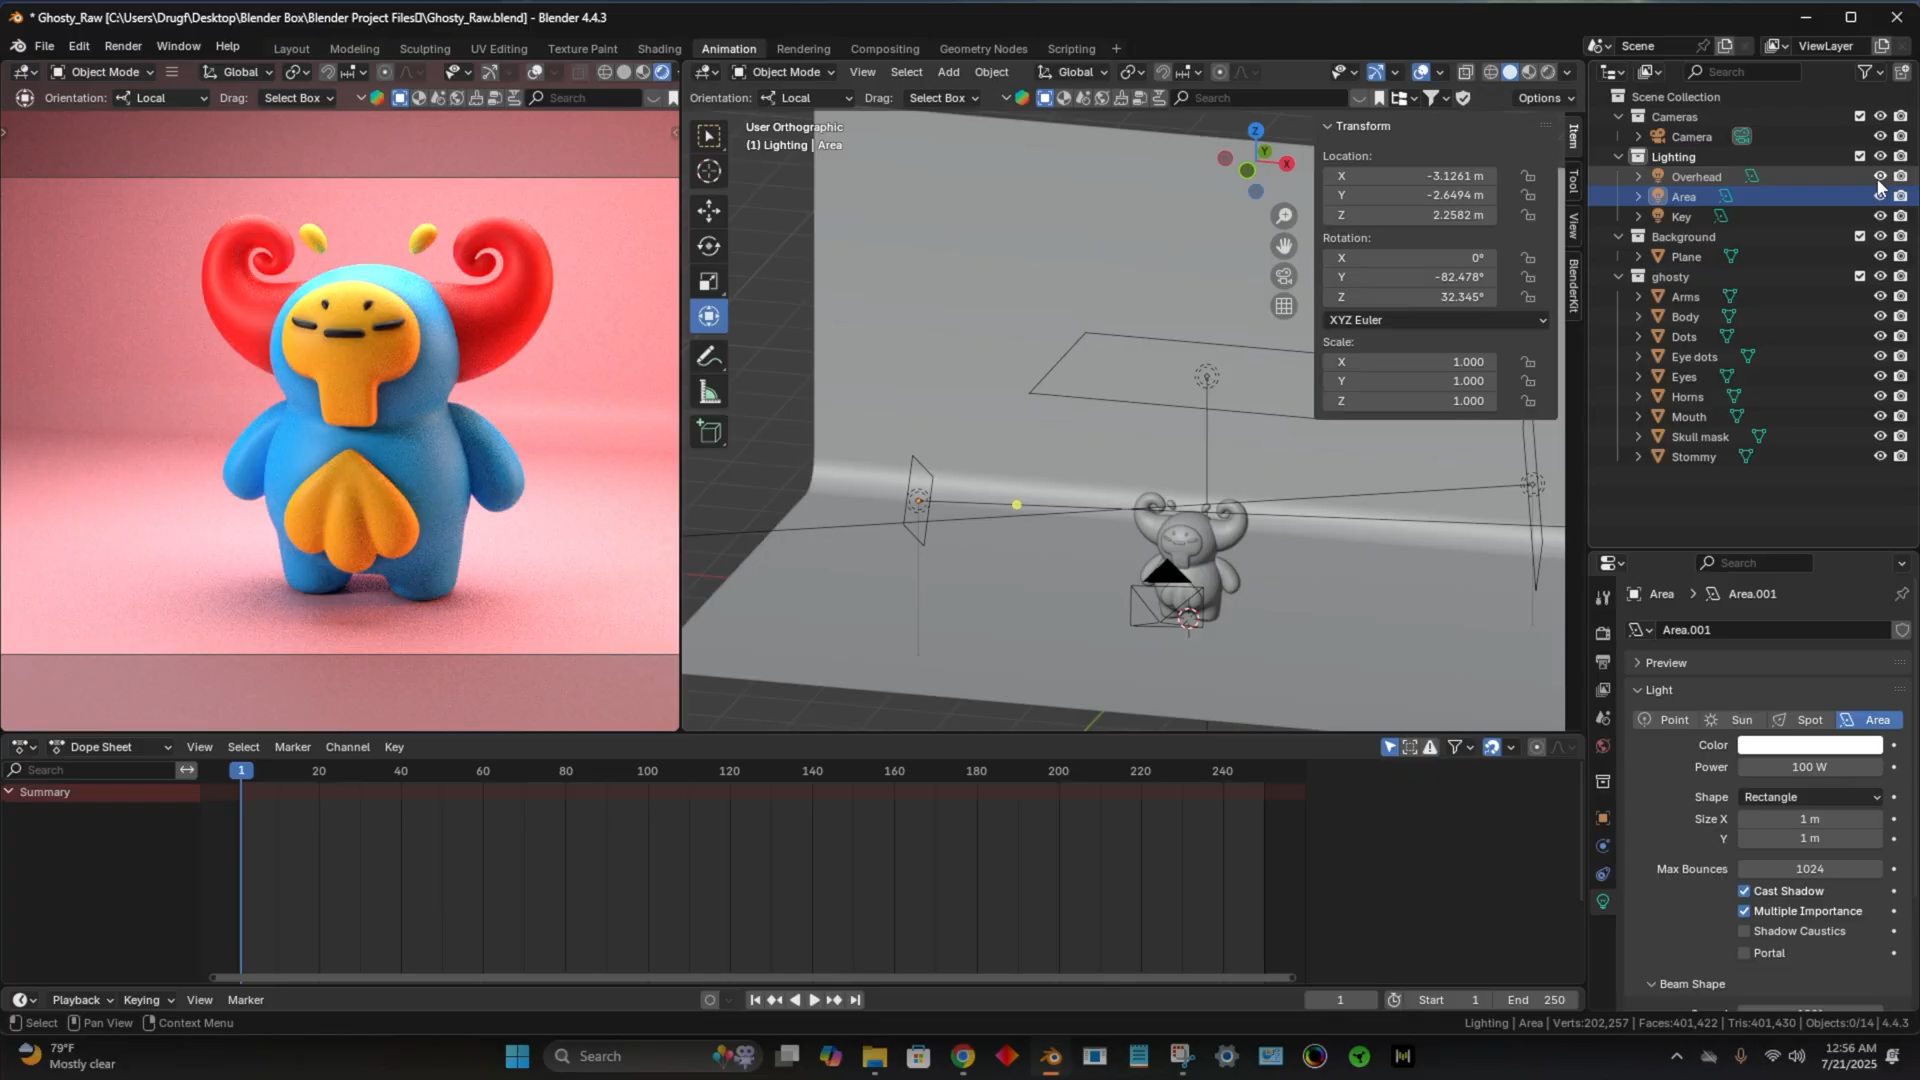 * Ghosty_Raw [C:\Users\Drugf\Desktop\Blender Box\Blender Project Files\Ghosty_Raw.blend] - Blender 4.4.3
File Edit Render Window Help Layout Modeling Sculpting UV Editing Texture Paint Shading Animation Rendering Compositing Geometry Nodes Scripting + Scene ViewLayer
Object Mode Global Object Mode View Select Add Object Global Search
Orientation: Local Drag: Select Box Search Orientation: Local Drag: Select Box Search Options
User Orthographic
(1) Lighting | Area
Z
Y
X
Transform
Location:
X -3.1261 m
Y -2.6494 m
Z 2.2582 m
Rotation:
X 0°
Y -82.478°
Z 32.345°
XYZ Euler
Scale:
X 1.000
Y 1.000
Z 1.000
Item
Tool
View
BlenderKit
Scene Collection
Cameras
Camera
Lighting
Overhead
Area
Key
Background
Plane
ghosty
Arms
Body
Dots
Eye dots
Eyes
Horns
Mouth
Skull mask
Stommy
Search
Area > Area.001
Area.001
Preview
Light
Point Sun Spot Area
Color
Power 100 W
Shape Rectangle
Size X 1 m
Y 1 m
Max Bounces 1024
Cast Shadow
Multiple Importance
Shadow Caustics
Portal
Beam Shape
Dope Sheet View Select Marker Channel Key
Search 1 20 40 60 80 100 120 140 160 180 200 220 240
Summary
Playback Keying View Marker 1 Start 1 End 250
Select Pan View Context Menu Lighting | Area | Verts:202,257 | Faces:401,422 | Tris:401,430 | Objects:0/14 | 4.4.3
79°F
Mostly clear
Search
12:56 AM
7/21/2025